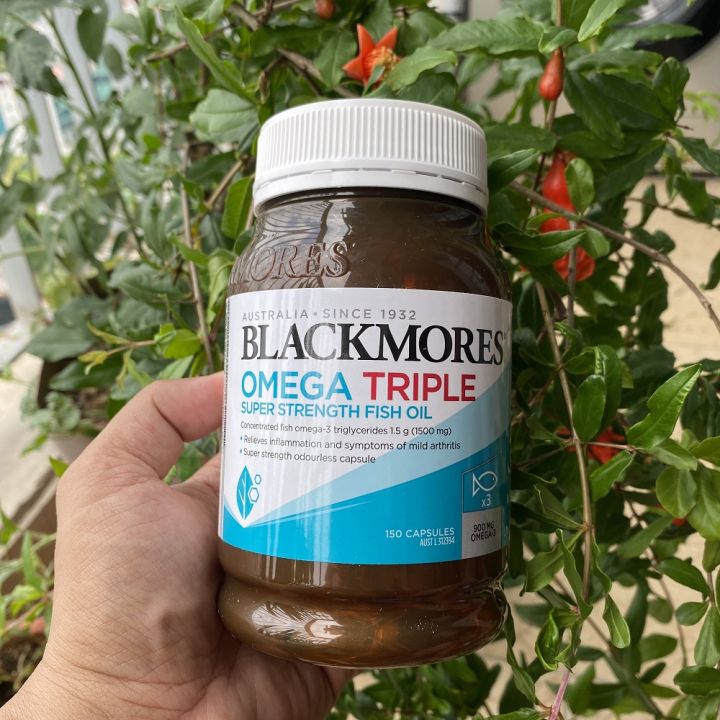 MORES
AUSTRALIA • SINCE 1932
BLACKMORES
OMEGA TRIPLE
SUPER STRENGTH FISH OIL
Concentrated fish omega-3 triglycerides 1.5 g (1500 mg)
• Relieves inflammation and symptoms of mild arthritis
• Super strength odourless capsule
x3
900 MG
OMEGA-3
150 CAPSULES
AUST L 312994